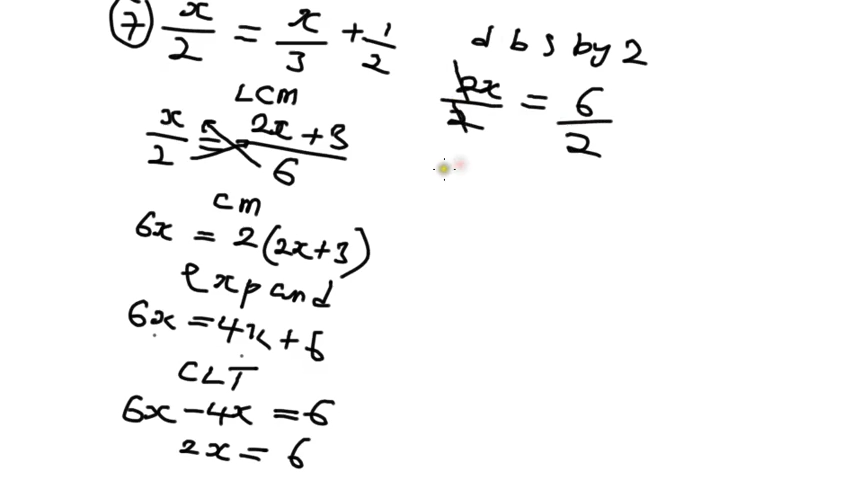 ⑦ x/2 = x/3 + 1/2
LCM
x/2 = 2x + 3/6
CM
6x = 2(2x+3)
expand
6x = 4x + 6
CLT
6x - 4x = 6
2x = 6
d b s by 2
2x/2 = 6/2